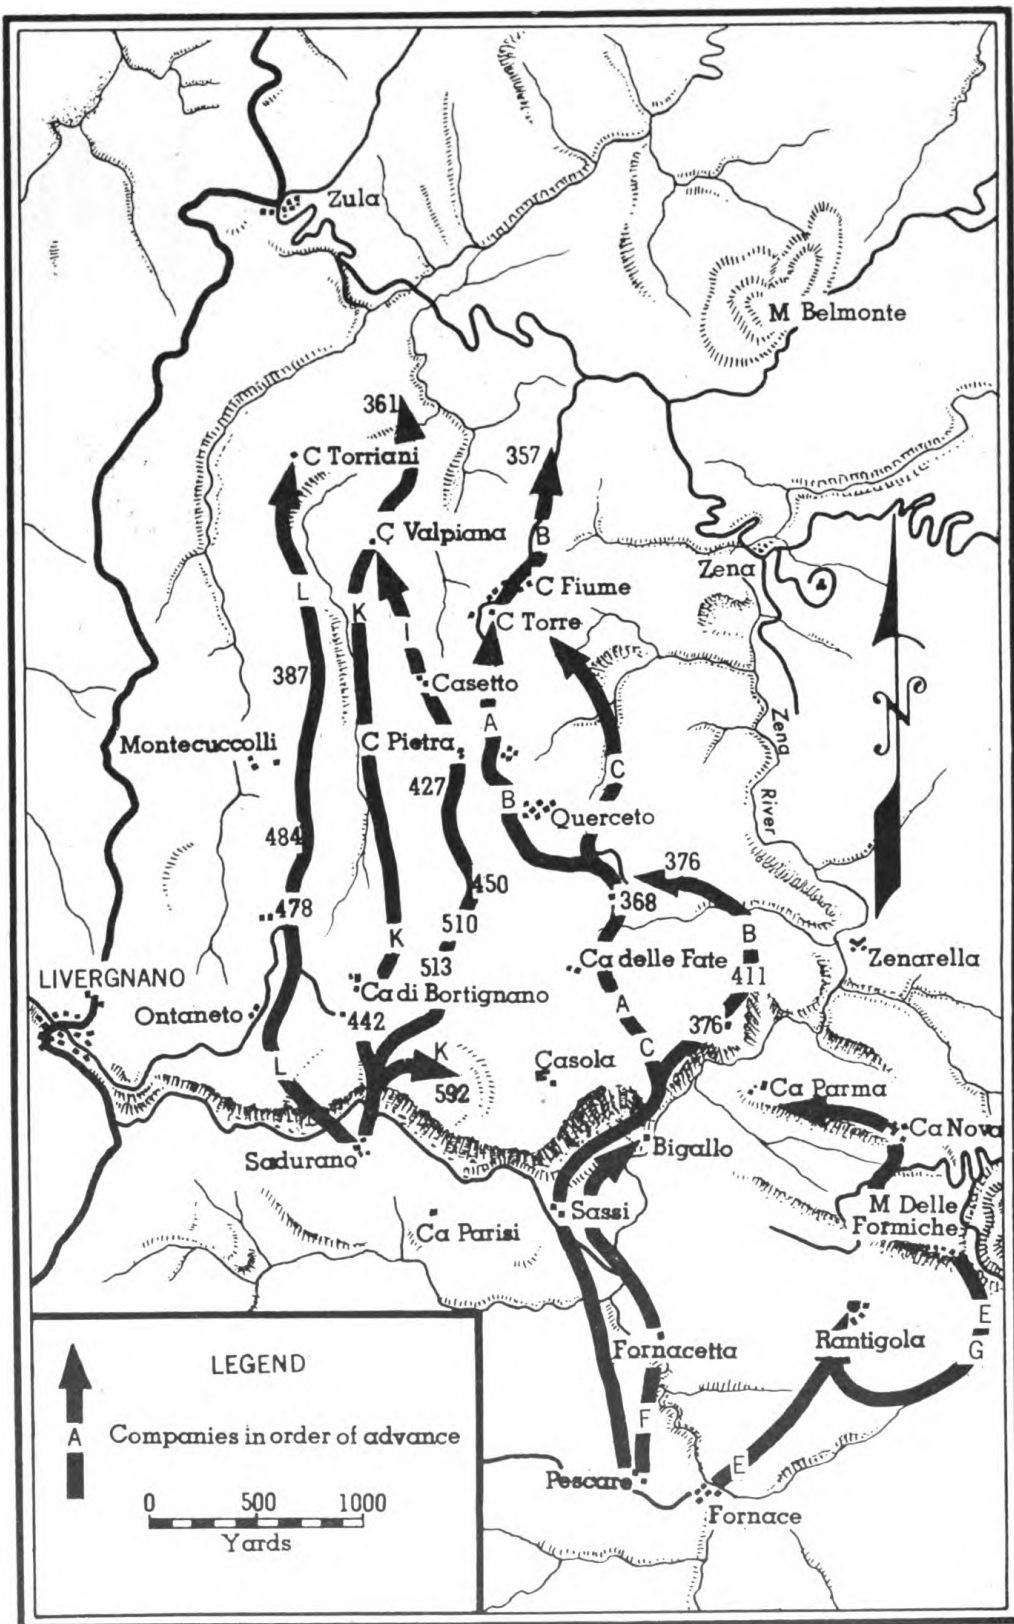 Zula
M Belmonte
361
C Torriani
357
C Valpiana
B
Zena
C Fiume
L
K
C Torre
I
387
Casetto
A
Zena
River
N
Montecuccolli
C Pietra
C
427
B
Querceto
484
376
450
368
478
510
B
K
Ca delle Fate
Zenarella
LIVERGNANO
513
411
Ca di Bortignano
Ontaneto
442
A
376
K
C
L
592
Casola
Ca Parma
Ca Nova
Sadurano
Bigallo
Sassi
M Delle
Formiche
Ca Parisi
E
G
Rantigola
Fornacetta
F
E
Pescare
Fornace
LEGEND
A
Companies in order of advance
0 500 1000
Yards